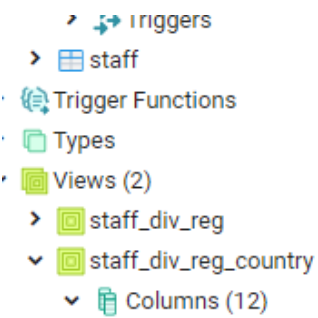 Triggers
staff
Trigger Functions
Types
Views (2)
staff_div_reg
staff_div_reg_country
Columns (12)